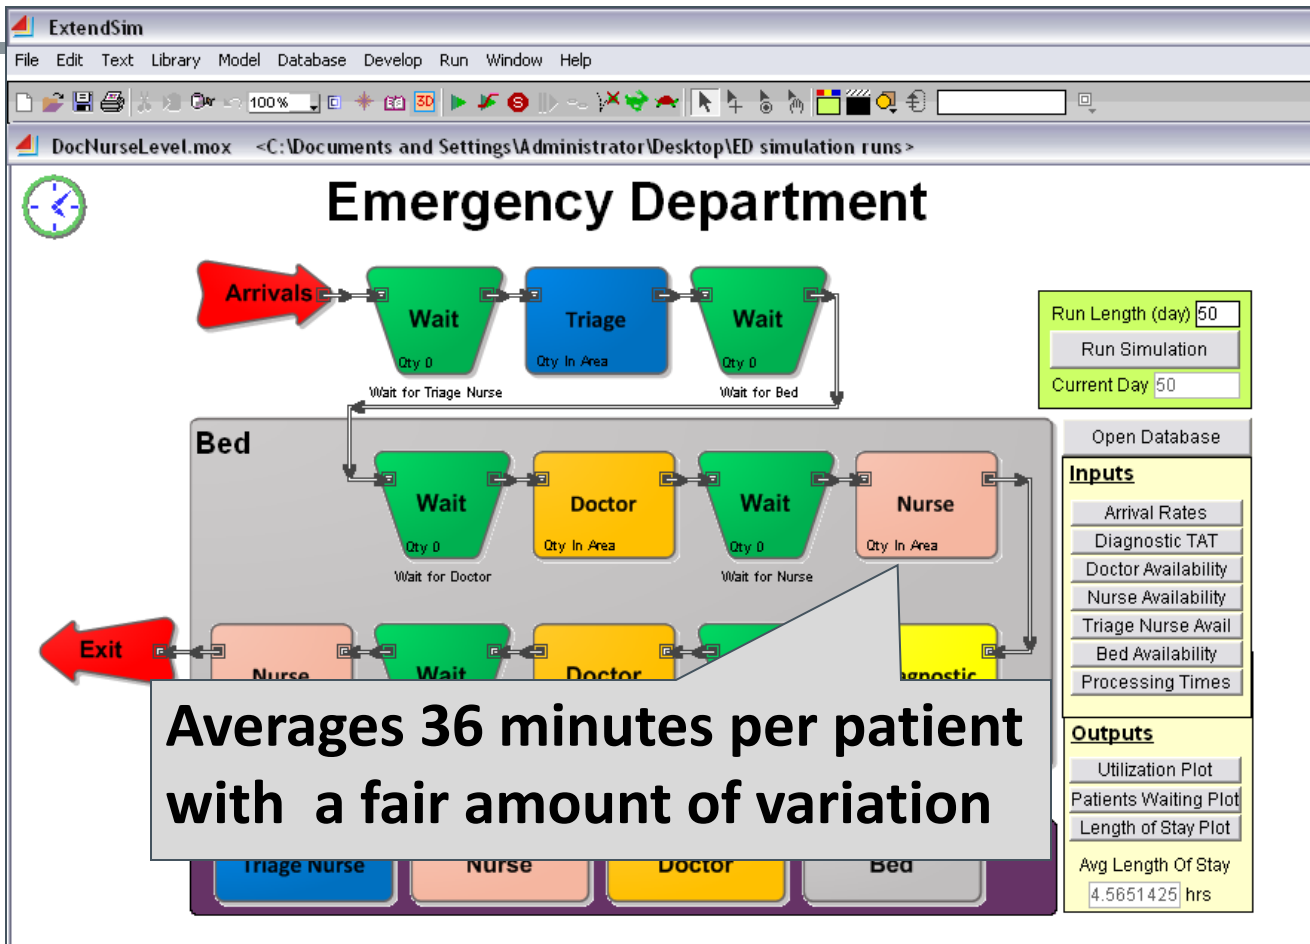 ExtendSim
File Edit Text Library Model Database Develop Run Window Help
100% 3D
DocNurseLevel.mox <C:\Documents and Settings\Administrator\Desktop\ED simulation runs>
Emergency Department
Arrivals
Wait
Qty 0
Wait for Triage Nurse
Triage
Qty In Area
Wait
Qty 0
Wait for Bed
Run Length (day) 50
Run Simulation
Current Day 50
Bed
Wait
Qty 0
Wait for Doctor
Doctor
Qty In Area
Wait
Qty 0
Wait for Nurse
Nurse
Qty In Area
Open Database
Inputs
Arrival Rates
Diagnostic TAT
Doctor Availability
Nurse Availability
Triage Nurse Avail
Bed Availability
Processing Times
Exit
Nurse
Wait
Doctor
Averages 36 minutes per patient
with a fair amount of variation
Outputs
Utilization Plot
Patients Waiting Plot
Length of Stay Plot
Avg Length Of Stay
4.5651425 hrs
Triage Nurse
Nurse
Doctor
Bed